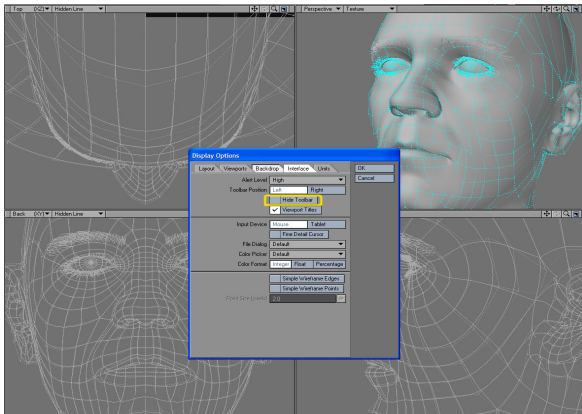 Top (XZ) Hidden Line
Perspective Texture
Display Options
Layout Viewports Backdrop Interface Units
OK
Cancel
Alert Level High
Toolbar Position Left Right
Hide Toolbar
Viewport Titles
Back (XY) Hidden Line
Input Device Mouse Tablet
Fine Detail Cursor
File Dialog Default
Color Picker Default
Color Format Integer Float Percentage
Simple Wireframe Edges
Simple Wireframe Points
Point Size (pixels) 2.0